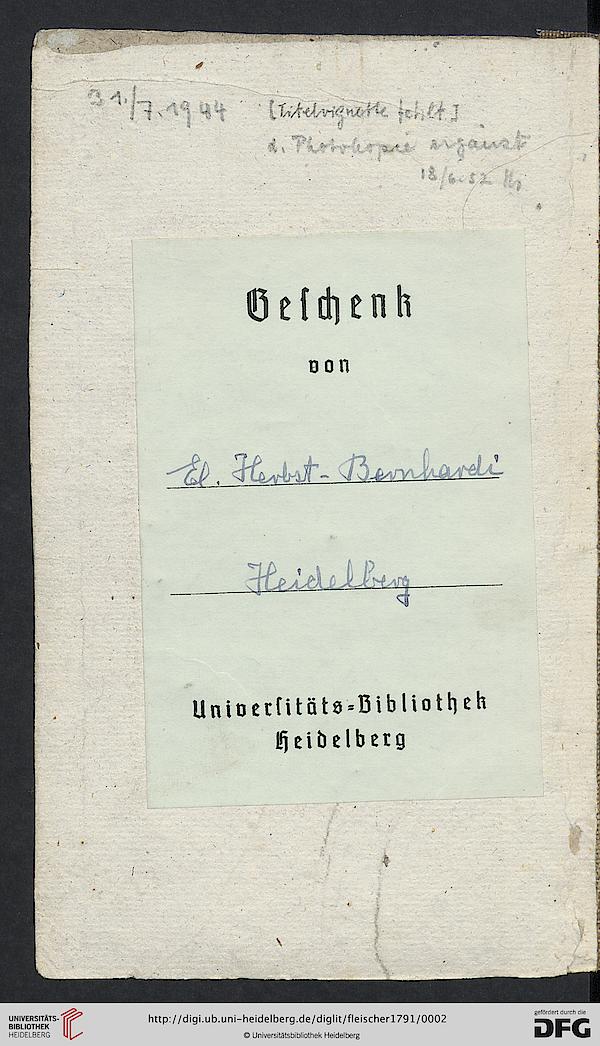 31./7.1944 [Titelvignette fehlt]
d. Photokopie ergänzt
18/6.52
Geſchenk
von
El. Herbst-Bernhardi
Heidelberg
Univerſitäts-Bibliothek
Heidelberg
UNIVERSITÄTS-
BIBLIOTHEK
HEIDELBERG
http://digi.ub.uni-heidelberg.de/diglit/fleischer1791/0002
© Universitätsbibliothek Heidelberg
gefördert durch die
DFG